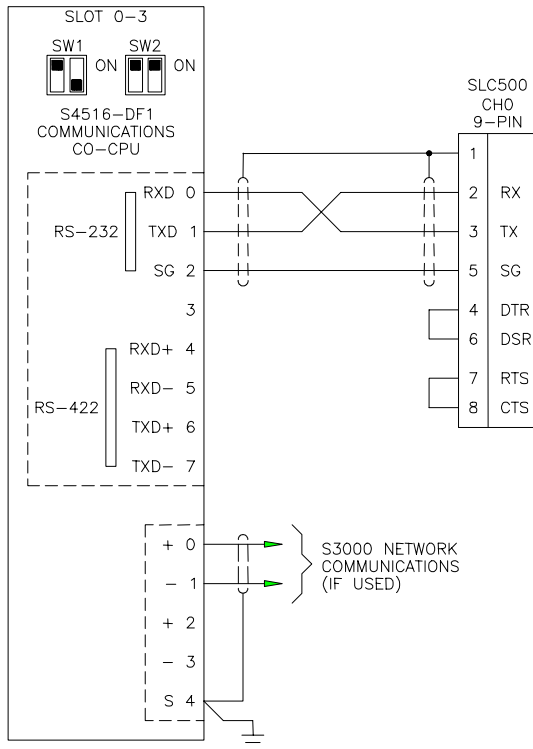 SLOT 0-3
SW1 SW2
ON ON
S4516-DF1
COMMUNICATIONS
CO-CPU
RS-232
RXD 0
TXD 1
SG 2
3
RS-422
RXD+ 4
RXD- 5
TXD+ 6
TXD- 7
+ 0
- 1
+ 2
- 3
S 4
S3000 NETWORK
COMMUNICATIONS
(IF USED)
SLC500
CH0
9-PIN
1
2 RX
3 TX
5 SG
4 DTR
6 DSR
7 RTS
8 CTS